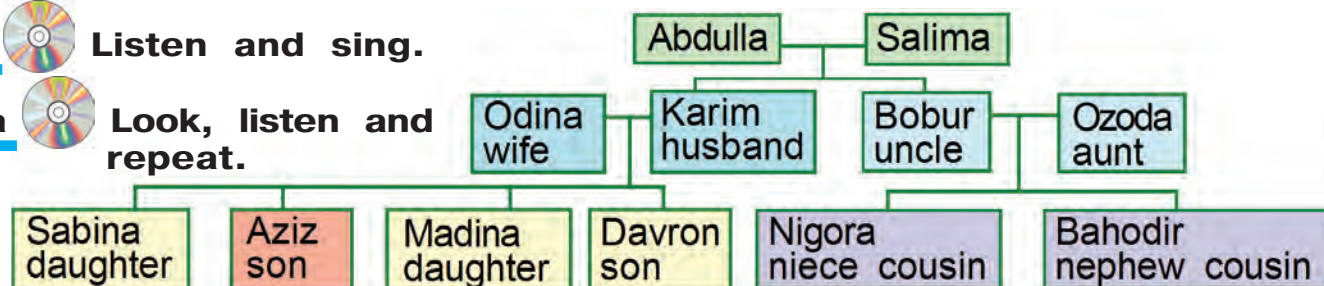 Listen and sing.
a Look, listen and
repeat.
Abdulla
Salima
Odina
wife
Karim
husband
Bobur
uncle
Ozoda
aunt
Sabina
daughter
Aziz
son
Madina
daughter
Davron
son
Nigora
niece cousin
Bahodir
nephew cousin